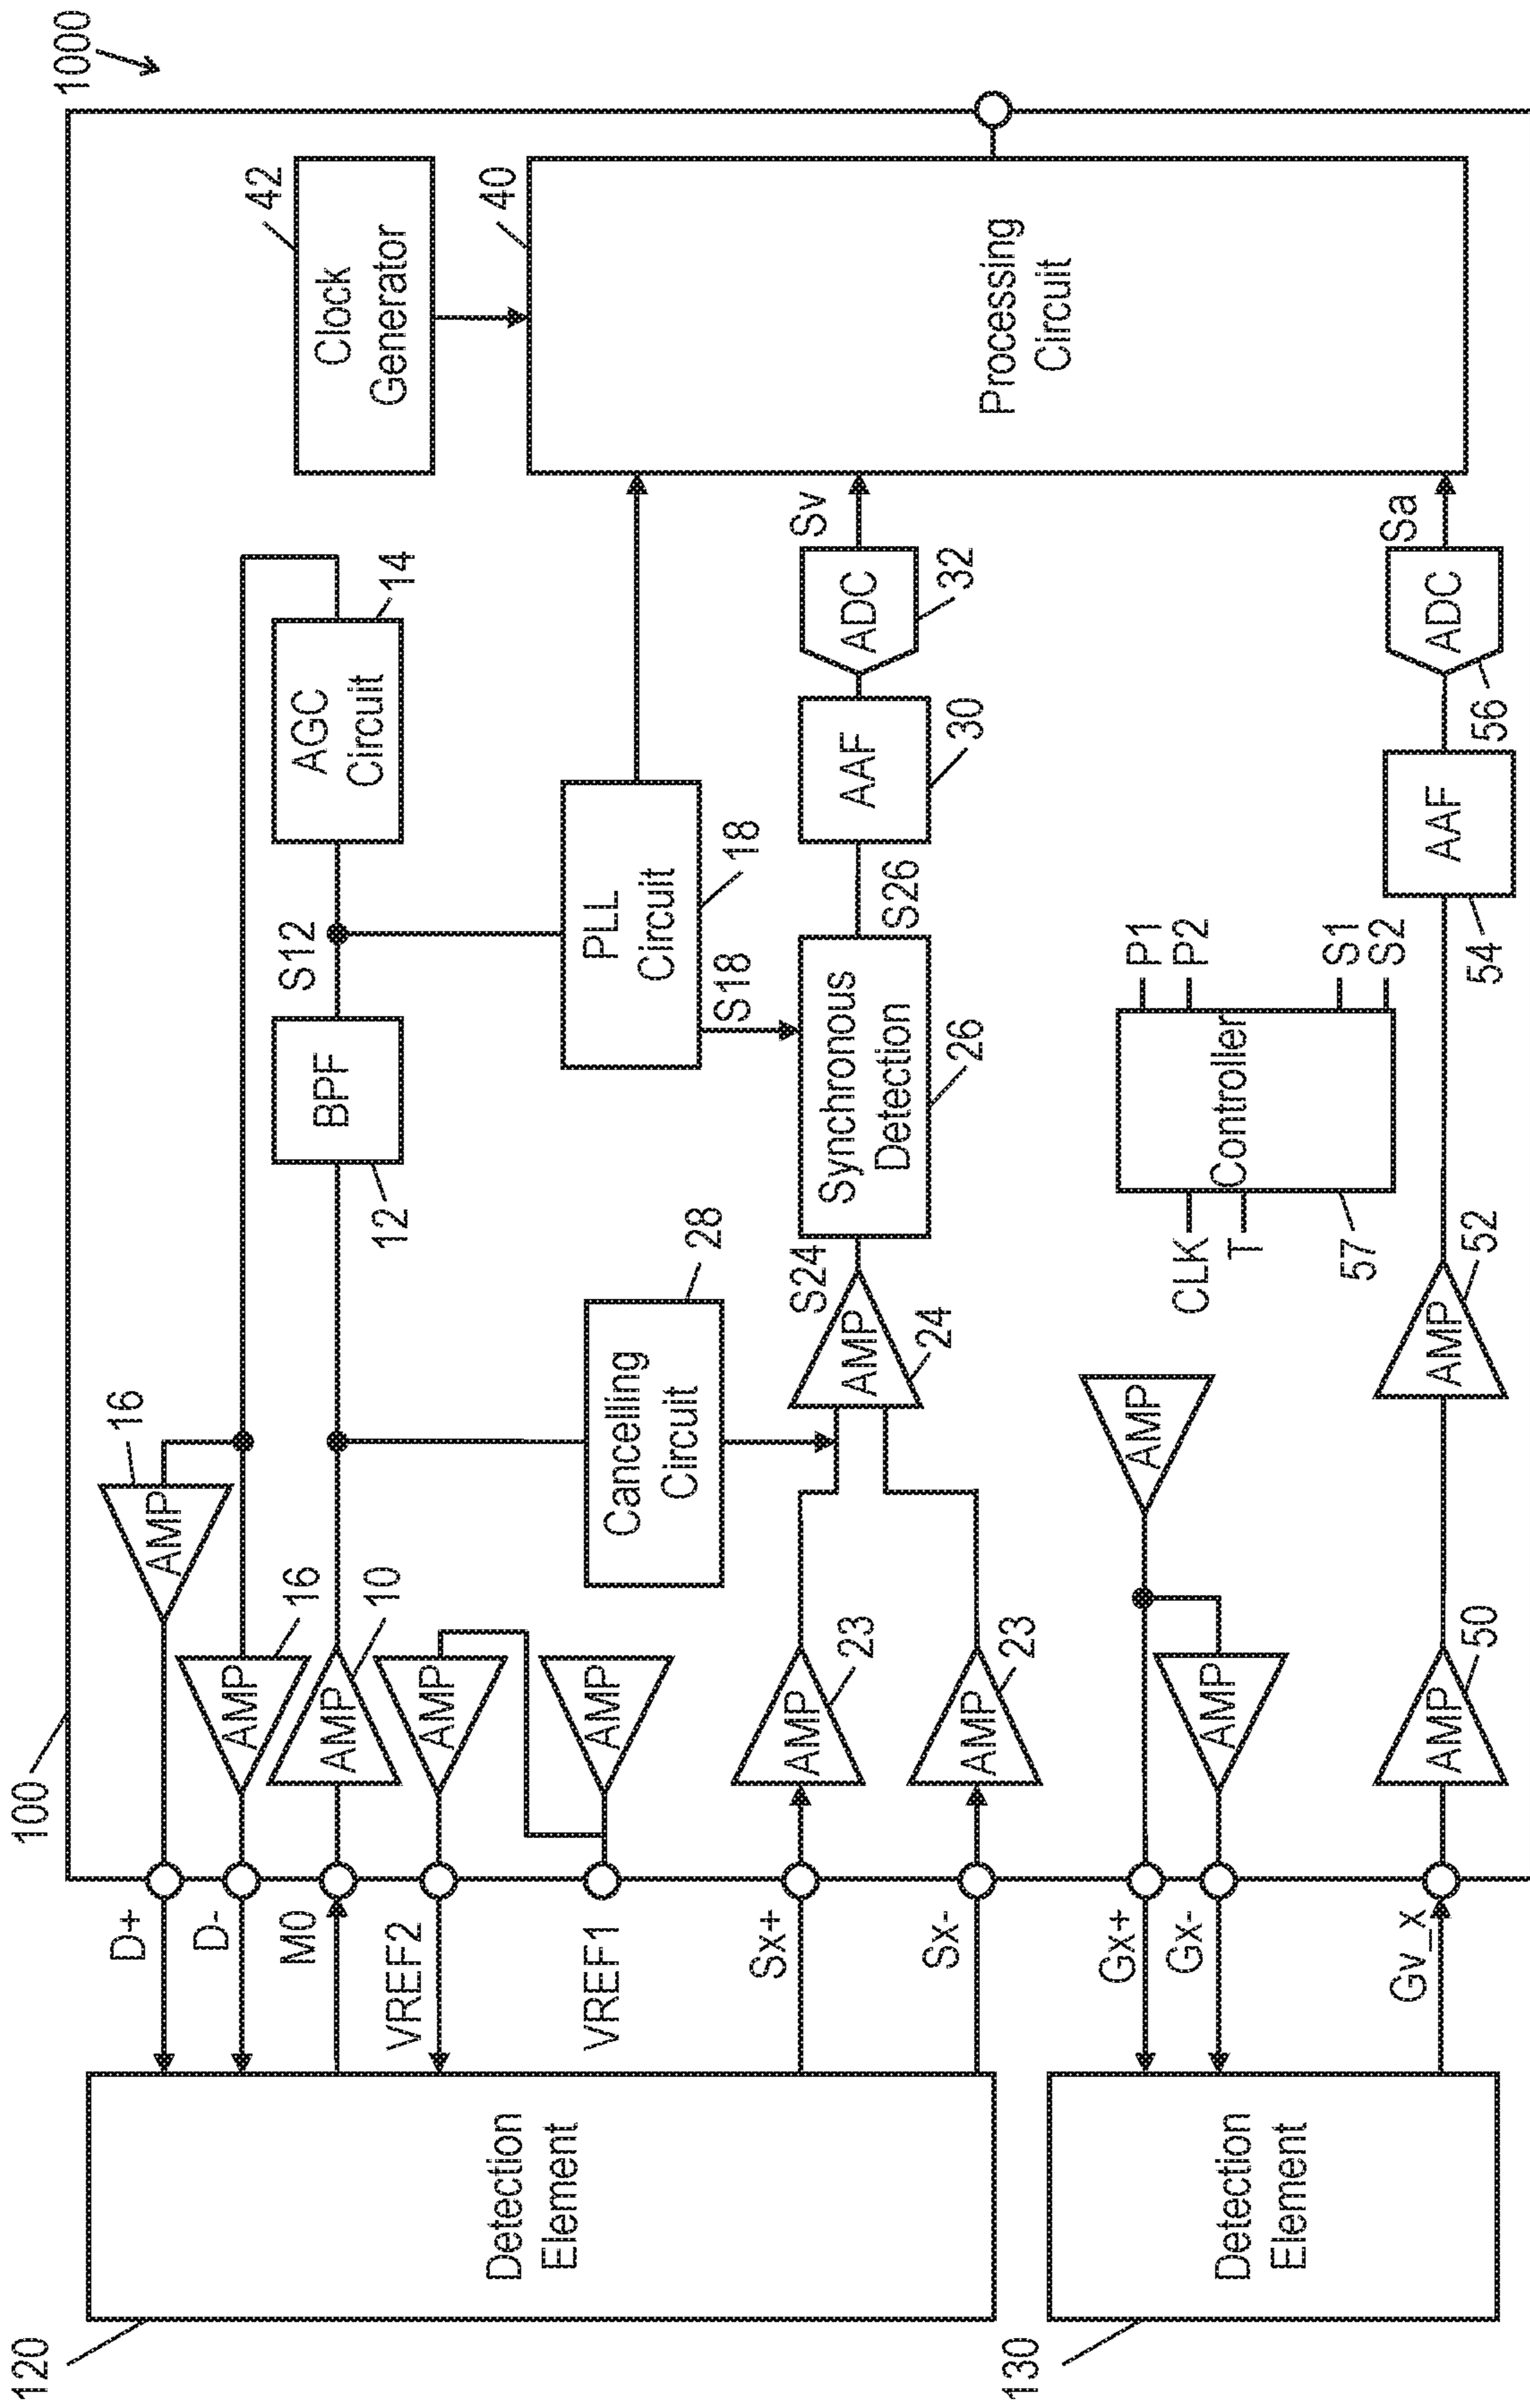 1000
100
120
Detection
Element
D+
D-
M0
VREF2
VREF1
Sx+
Sx-
AMP
16
AMP
16
AMP
10
AMP
AMP
BPF
12
S12
AGC
Circuit
14
Clock
Generator
42
Cancelling
Circuit
28
PLL
Circuit
18
S18
Processing
Circuit
40
AMP
23
AMP
23
AMP
24
S24
Synchronous
Detection
26
S26
AAF
30
ADC
32
Sv
130
Detection
Element
Gx+
Gx-
Gv_x
AMP
AMP
CLK
T
Controller
57
P1
P2
S1
S2
AMP
50
AMP
52
AAF
54
ADC
56
Sa